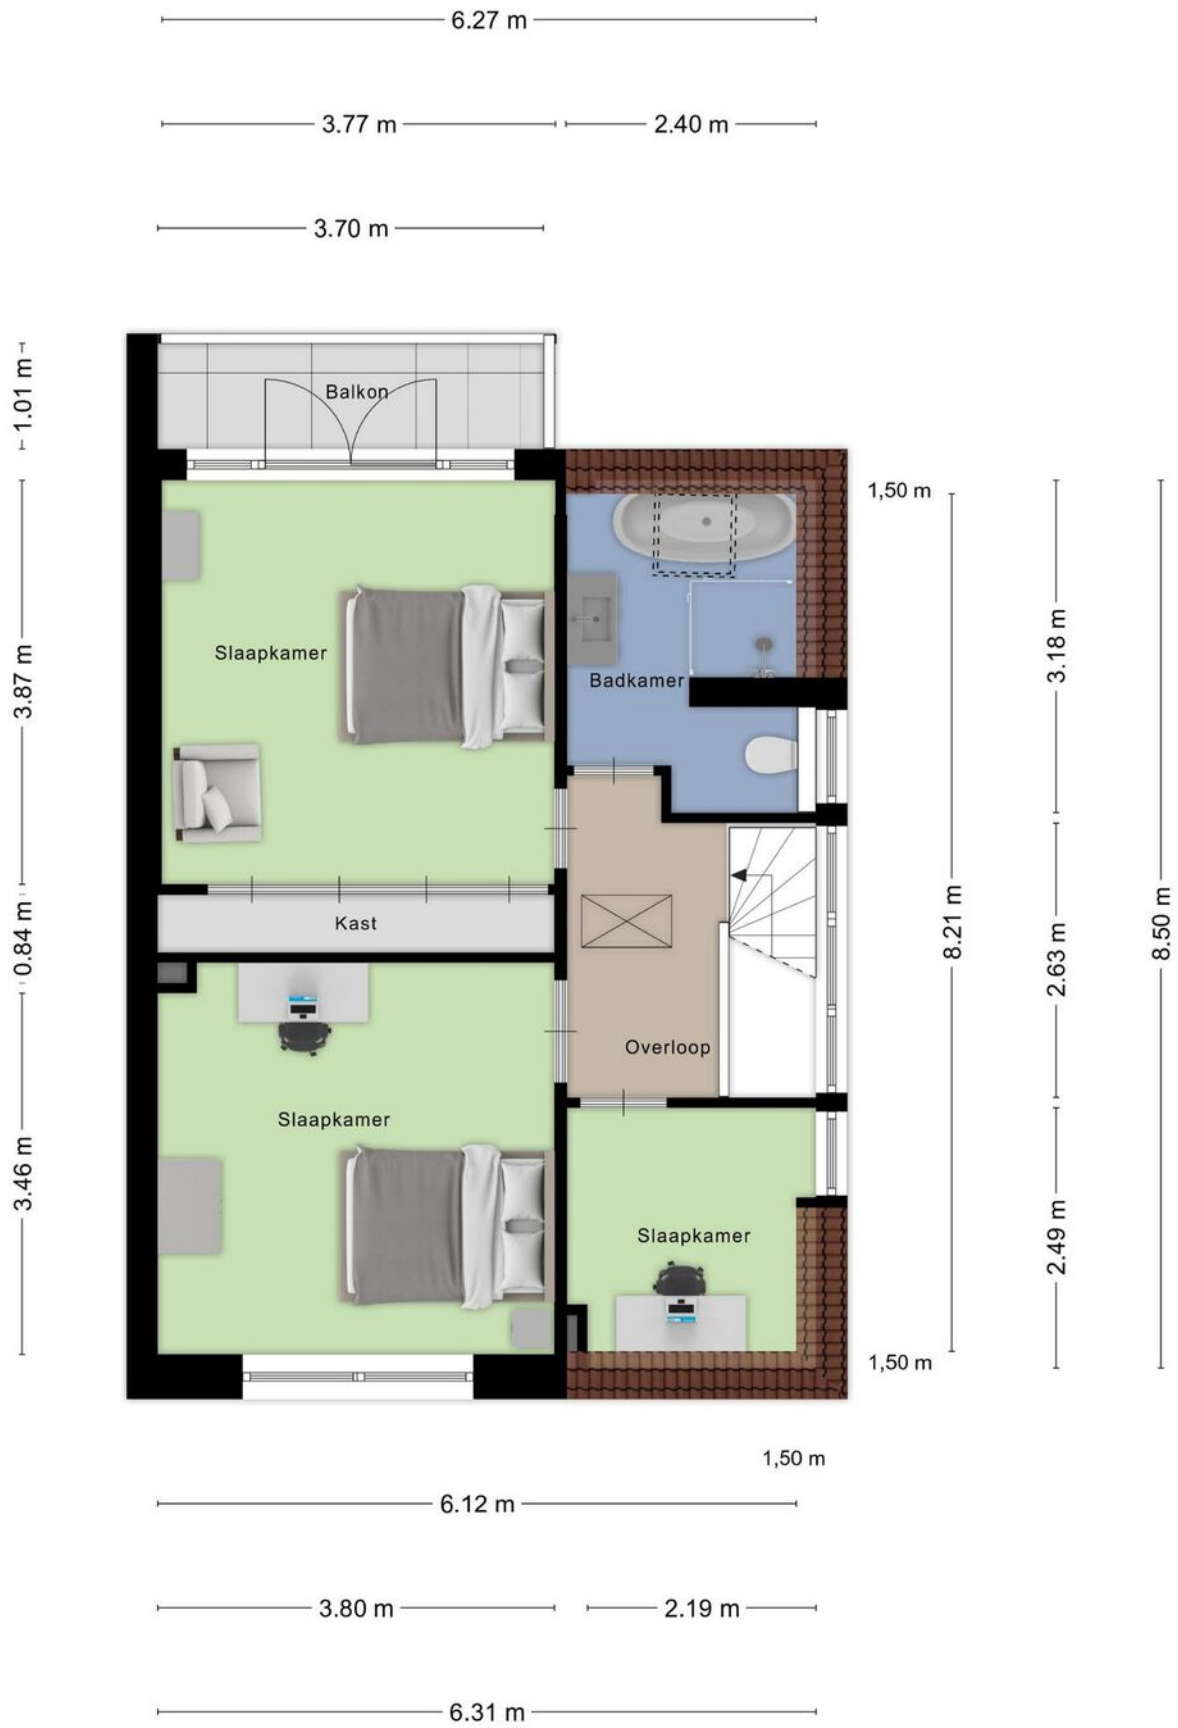 6.27 m
3.77 m
2.40 m
3.70 m
1.01 m
Balkon
1,50 m
3.87 m
Slaapkamer
Badkamer
3.18 m
0.84 m
Kast
8.21 m
2.63 m
8.50 m
Overloop
Slaapkamer
3.46 m
Slaapkamer
2.49 m
1,50 m
1,50 m
6.12 m
3.80 m
2.19 m
6.31 m